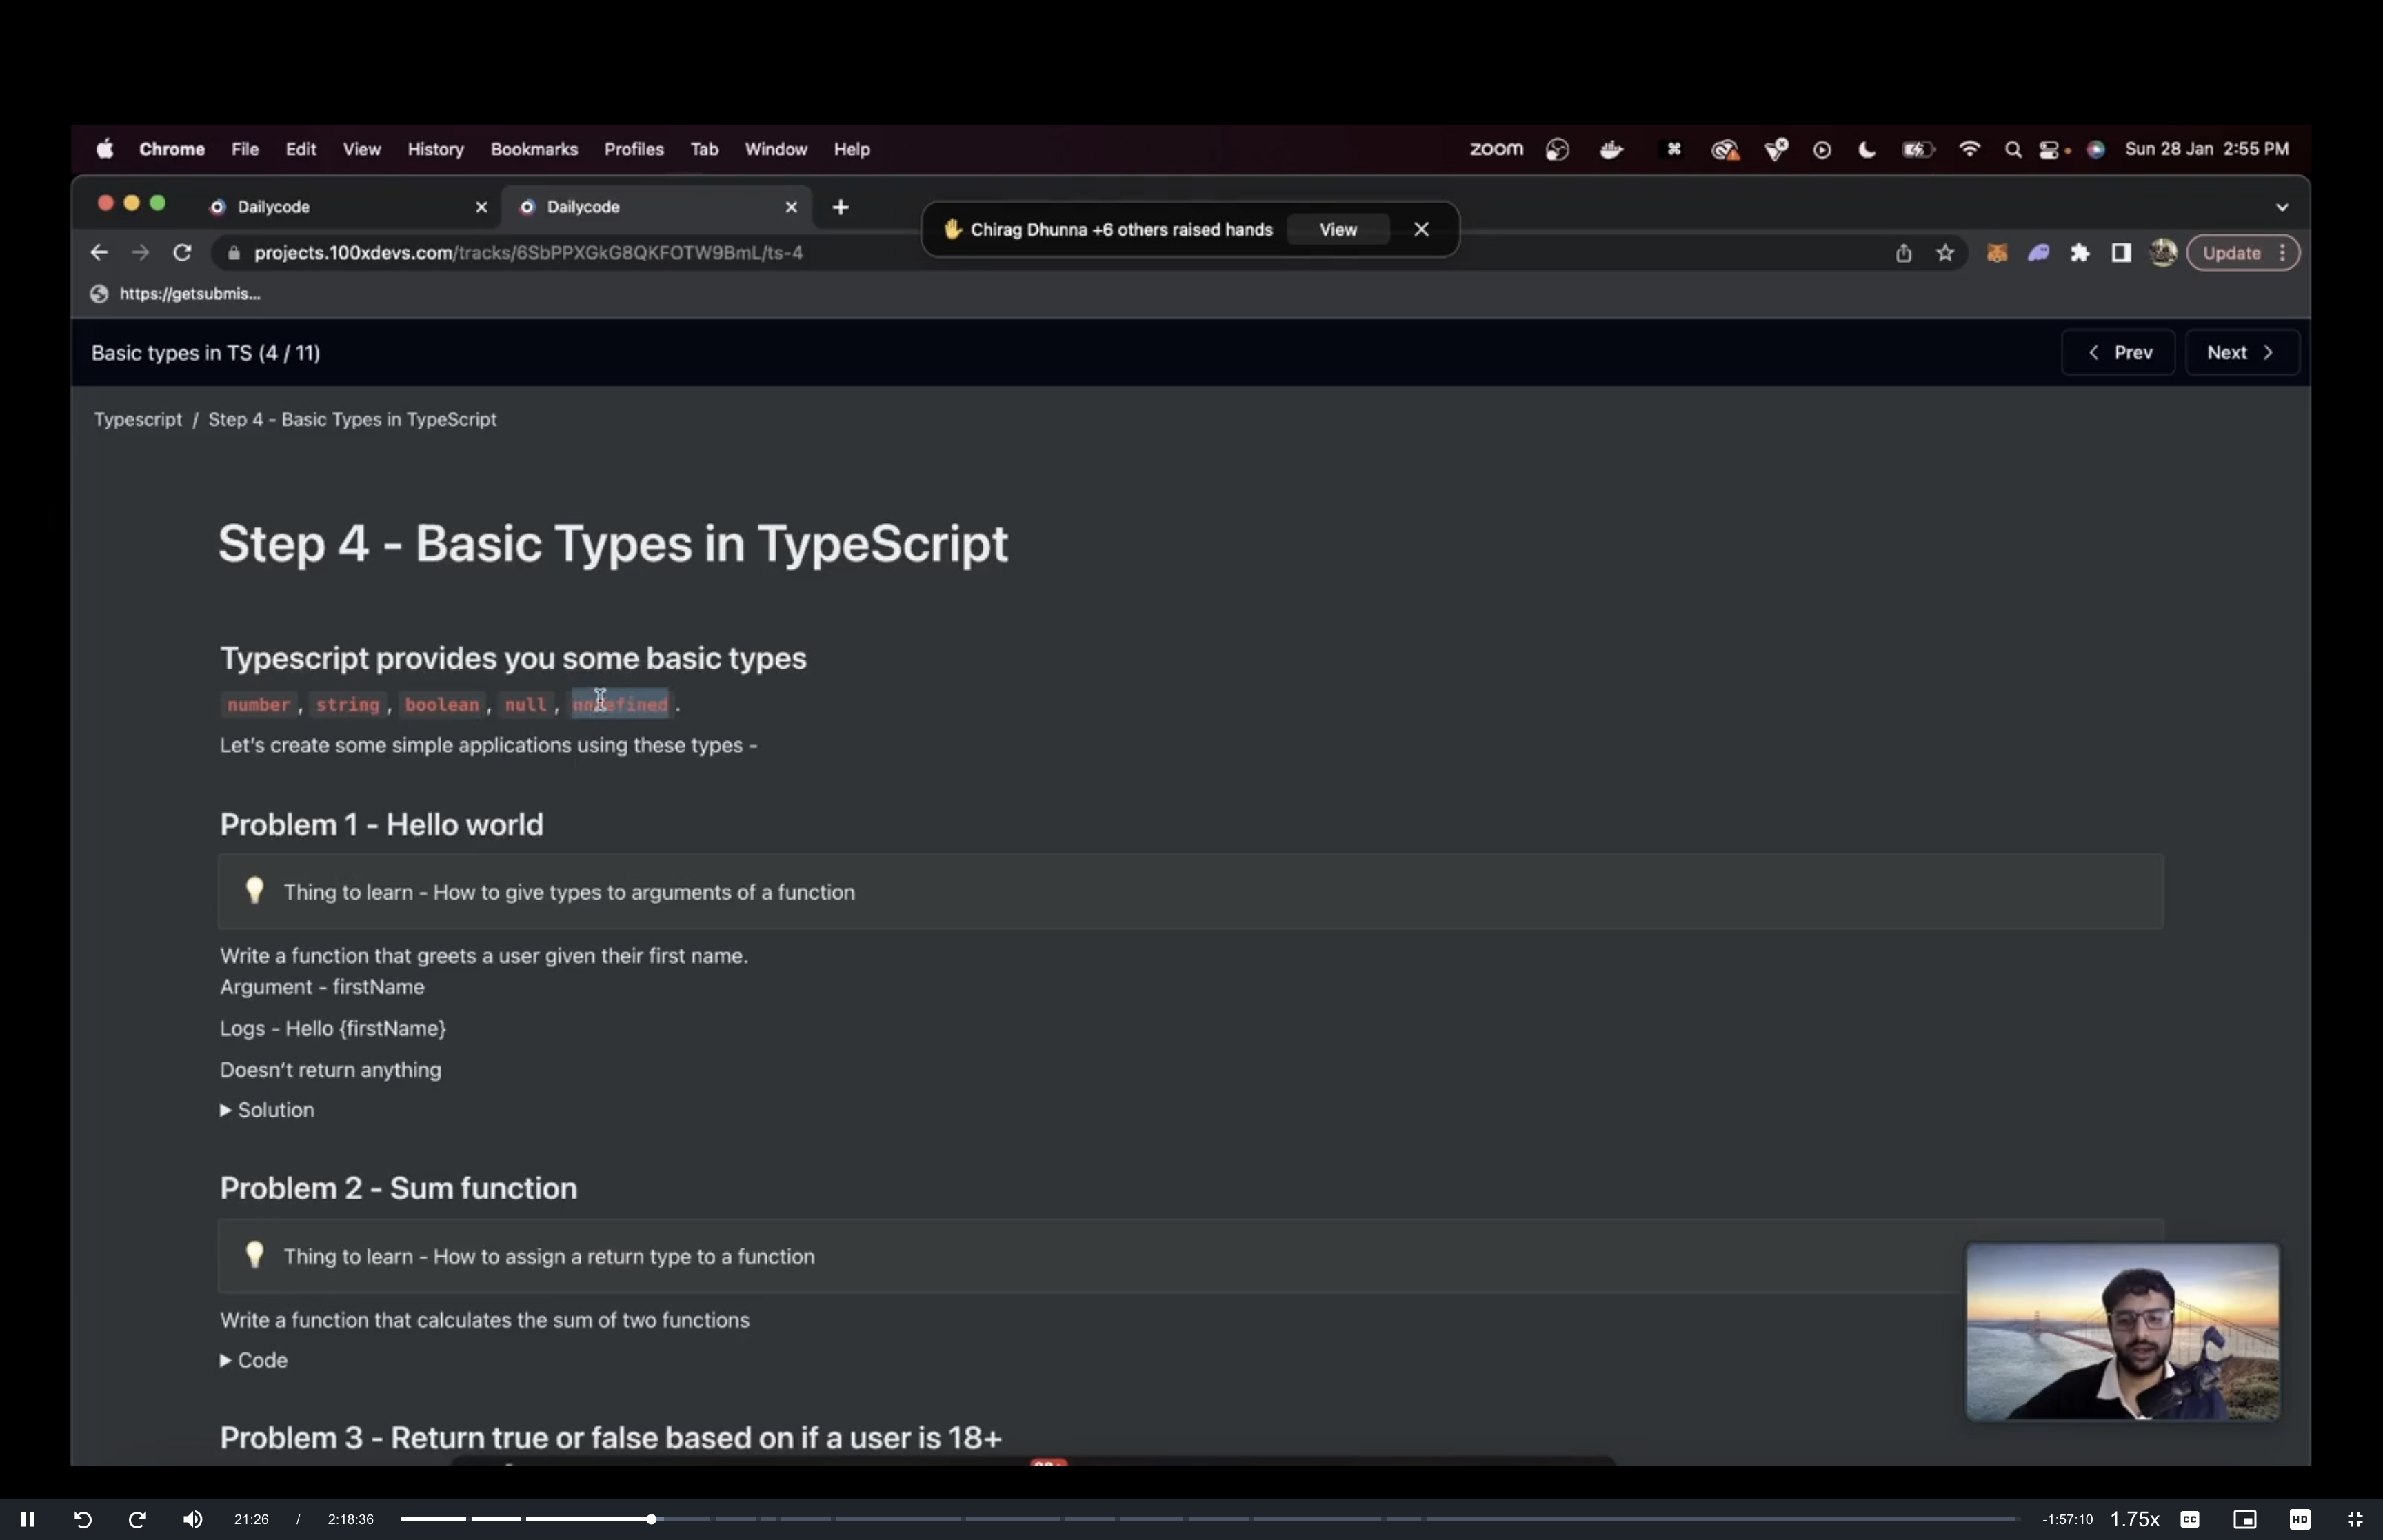 Chrome File Edit View History Bookmarks Profiles Tab Window Help zoom Sun 28 Jan 2:55 PM
Dailycode Dailycode
✋ Chirag Dhunna +6 others raised hands View
projects.100xdevs.com/tracks/6SbPPXGkG8QKFOTW9BmL/ts-4 Update
https://getsubmis...
Basic types in TS (4 / 11) Prev Next
Typescript / Step 4 - Basic Types in TypeScript
Step 4 - Basic Types in TypeScript
Typescript provides you some basic types
number , string , boolean , null , undefined .
Let's create some simple applications using these types -
Problem 1 - Hello world
💡 Thing to learn - How to give types to arguments of a function
Write a function that greets a user given their first name.
Argument - firstName
Logs - Hello {firstName}
Doesn't return anything
▶ Solution
Problem 2 - Sum function
💡 Thing to learn - How to assign a return type to a function
Write a function that calculates the sum of two functions
▶ Code
Problem 3 - Return true or false based on if a user is 18+
21:26 / 2:18:36 -1:57:10 1.75x CC HD